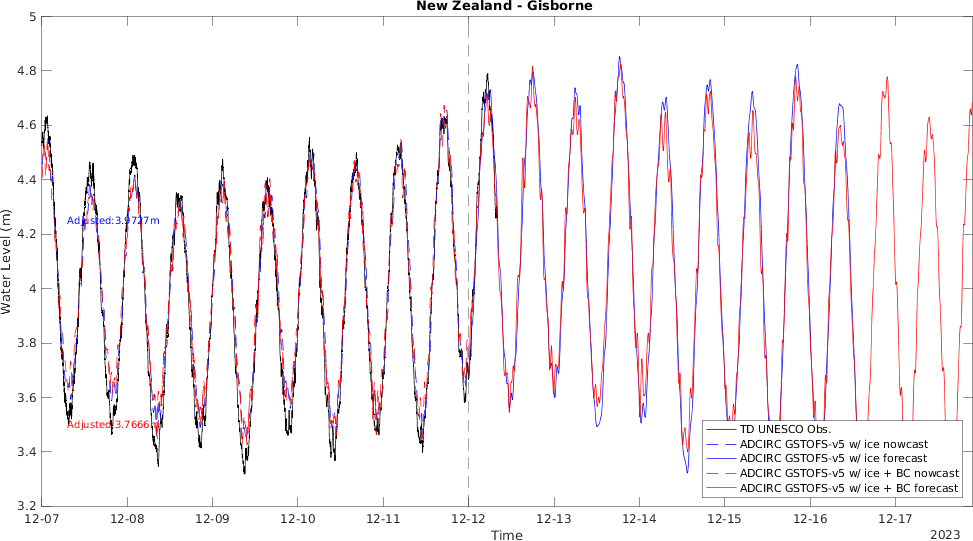 New Zealand - Gisborne
5
4.8
4.6
4.4
4.2
4
3.8
3.6
3.4
3.2
Water Level (m)
Adjusted:3.9727m
Adjusted:3.7666m
TD UNESCO Obs.
ADCIRC GSTOFS-v5 w/ ice nowcast
ADCIRC GSTOFS-v5 w/ ice forecast
ADCIRC GSTOFS-v5 w/ ice + BC nowcast
ADCIRC GSTOFS-v5 w/ ice + BC forecast
12-07 12-08 12-09 12-10 12-11 12-12 12-13 12-14 12-15 12-16 12-17
Time
2023